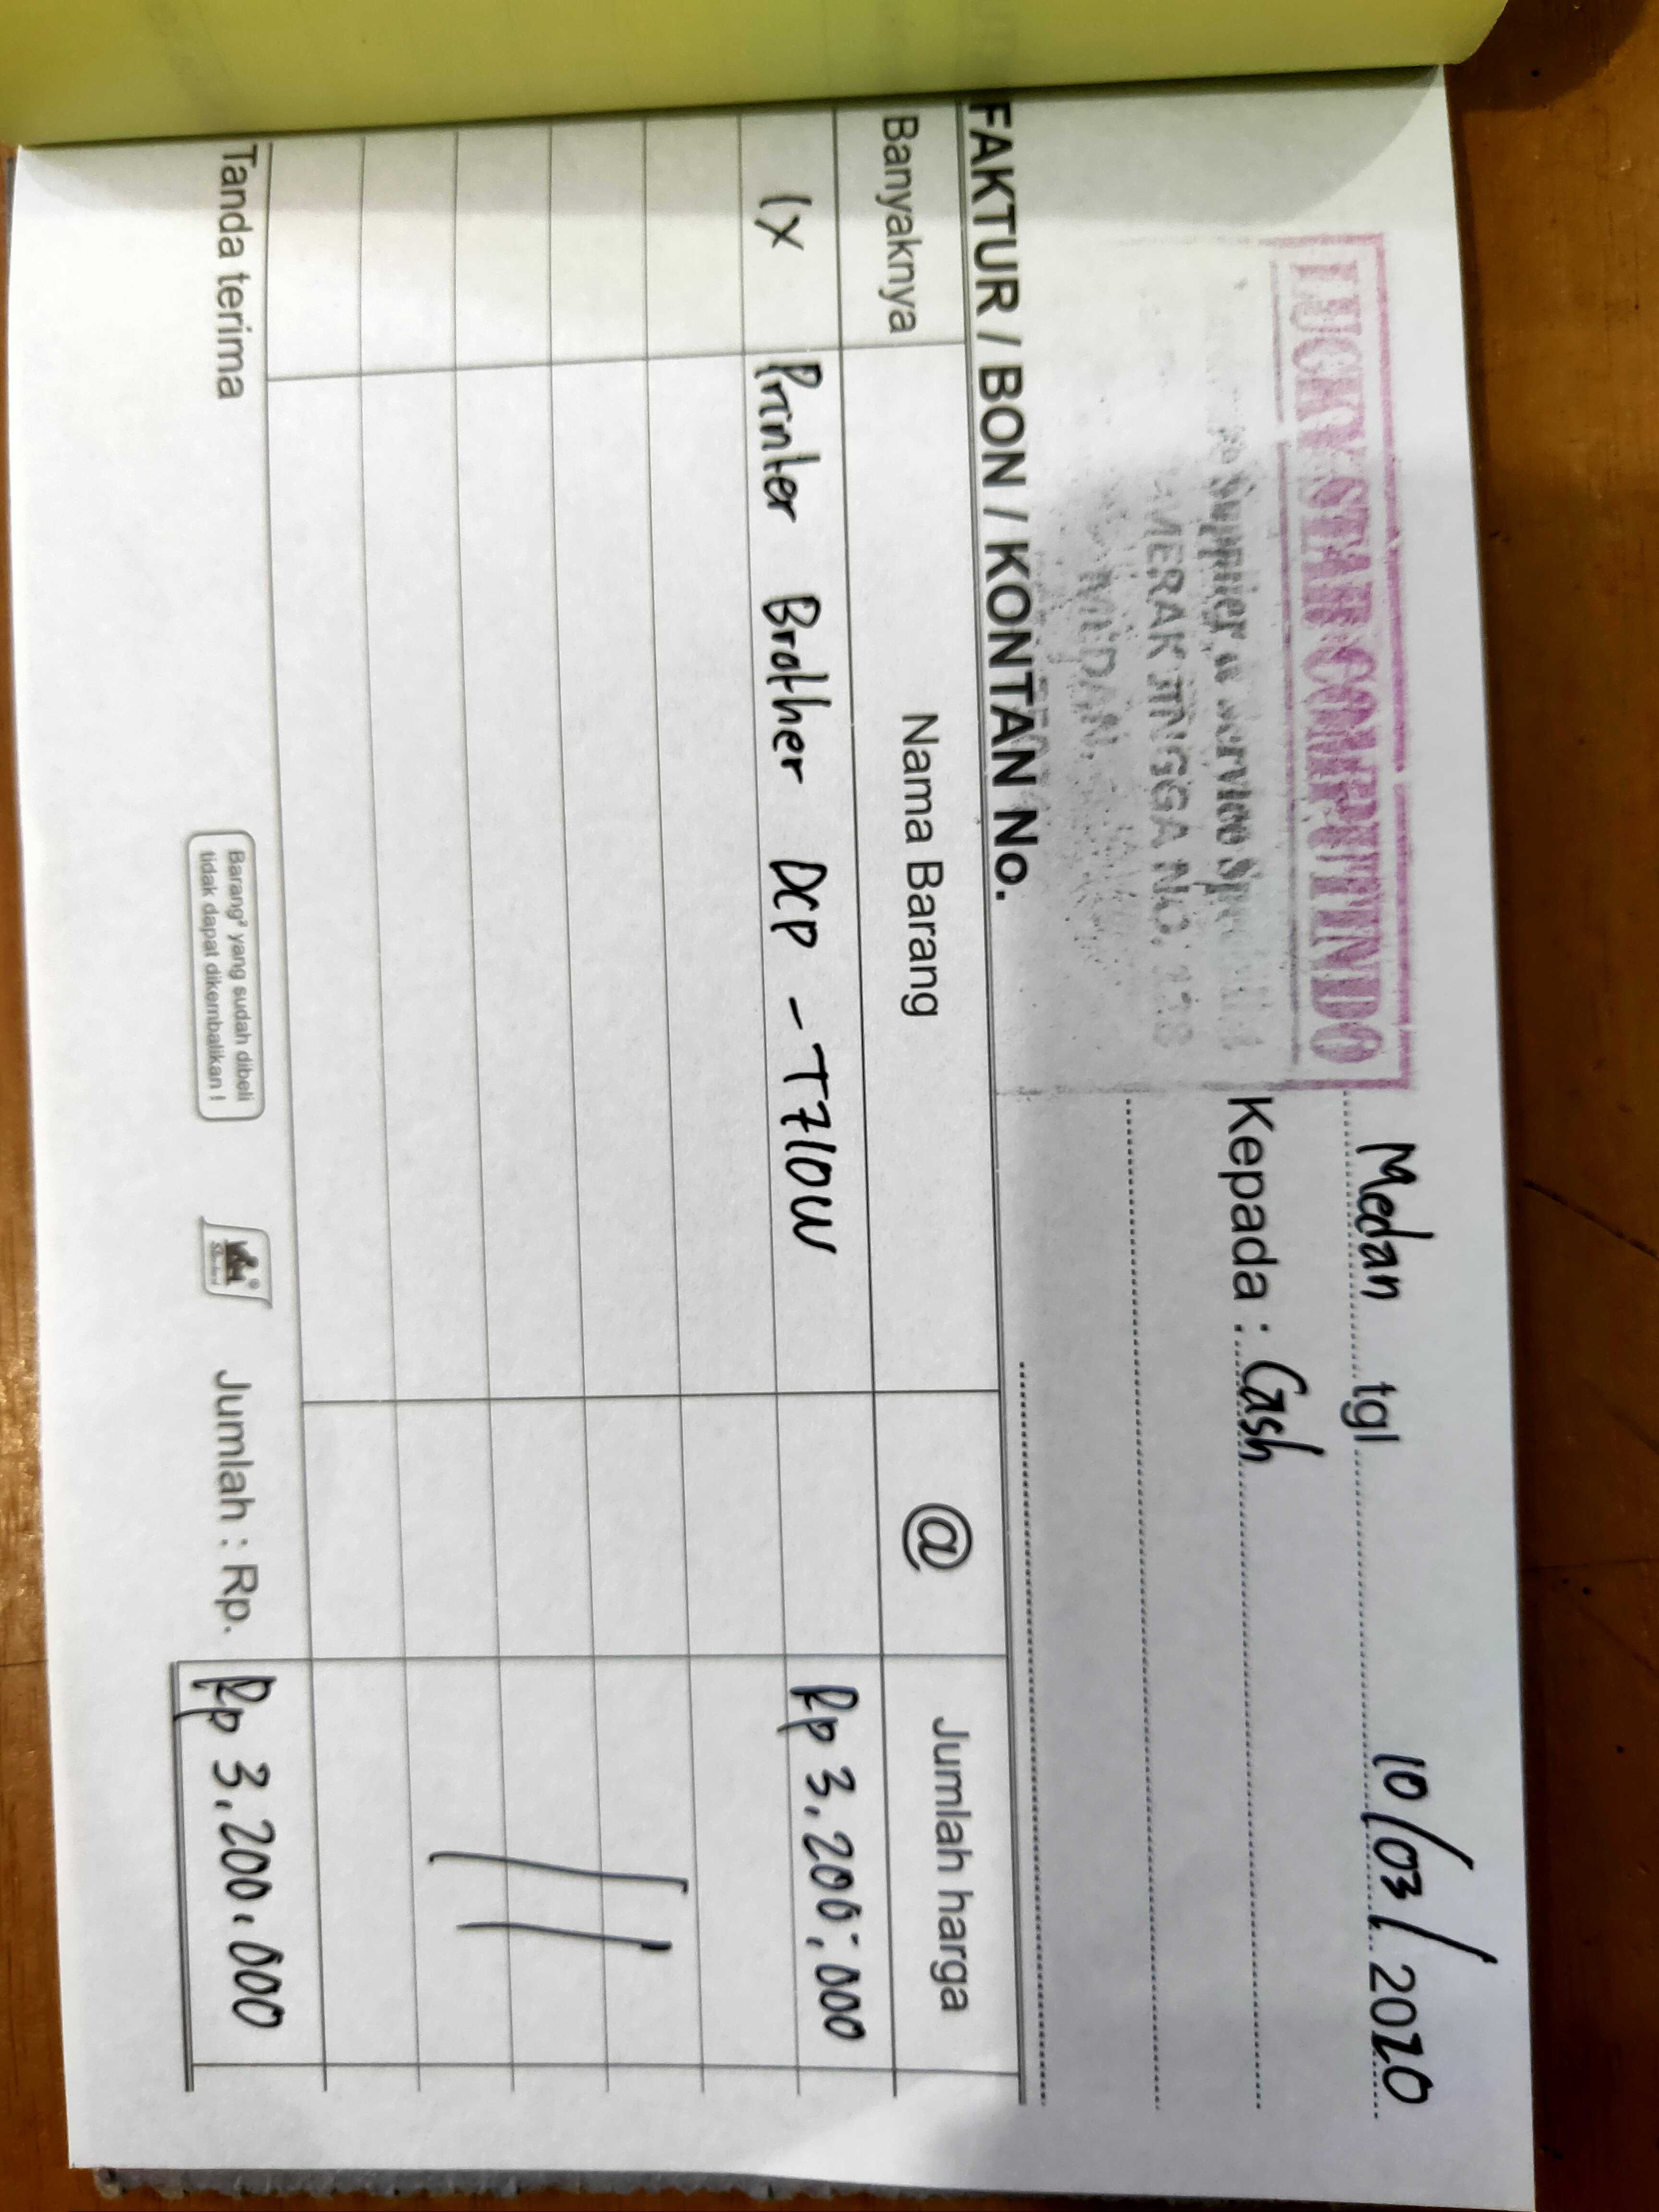 LUCKY STAR COMPUTINDO
Supplier & Service
MERAK JINGGA NO.
MEDAN
Medan tgl 10/03/2020
Kepada : Cash
FAKTUR / BON / KONTAN No.
Banyaknya Nama Barang @ Jumlah harga
1x Printer Brother DCP - T710W Rp 3.200.000
Tanda terima
Barang² yang sudah dibeli
tidak dapat dikembalikan !
Jumlah : Rp. Rp 3.200.000